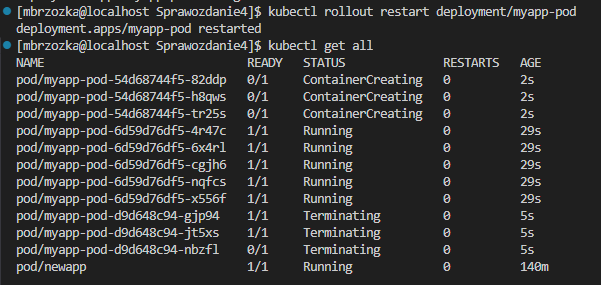 [mbrzozka@localhost Sprawozdanie4]$ kubectl rollout restart deployment/myapp-pod
deployment.apps/myapp-pod restarted
[mbrzozka@localhost Sprawozdanie4]$ kubectl get all
NAME READY STATUS RESTARTS AGE
pod/myapp-pod-54d68744f5-82ddp 0/1 ContainerCreating 0 2s
pod/myapp-pod-54d68744f5-h8qws 0/1 ContainerCreating 0 2s
pod/myapp-pod-54d68744f5-tr25s 0/1 ContainerCreating 0 2s
pod/myapp-pod-6d59d76df5-4r47c 1/1 Running 0 29s
pod/myapp-pod-6d59d76df5-6x4rl 1/1 Running 0 29s
pod/myapp-pod-6d59d76df5-cgjh6 1/1 Running 0 29s
pod/myapp-pod-6d59d76df5-nqfcs 1/1 Running 0 29s
pod/myapp-pod-6d59d76df5-x556f 1/1 Running 0 29s
pod/myapp-pod-d9d648c94-gjp94 1/1 Terminating 0 5s
pod/myapp-pod-d9d648c94-jt5xs 1/1 Terminating 0 5s
pod/myapp-pod-d9d648c94-nbzfl 0/1 Terminating 0 5s
pod/newapp 1/1 Running 0 140m